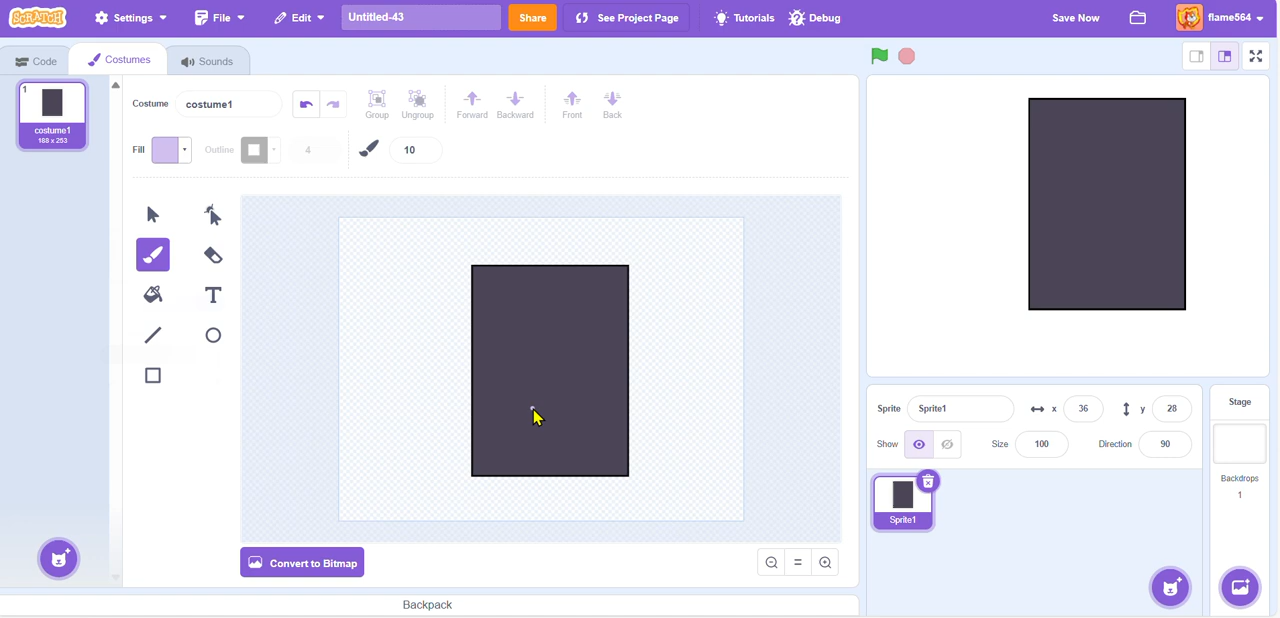 SCRATCH Settings File Edit Untitled-43 Share See Project Page Tutorials Debug Save Now flame564
Code Costumes Sounds
1
costume1
188 x 253
Costume costume1 Group Ungroup Forward Backward Front Back
Fill Outline 4 10
T
Convert to Bitmap
Backpack
Sprite Sprite1 x 36 y 28
Show Size 100 Direction 90
Sprite1
Stage
Backdrops
1